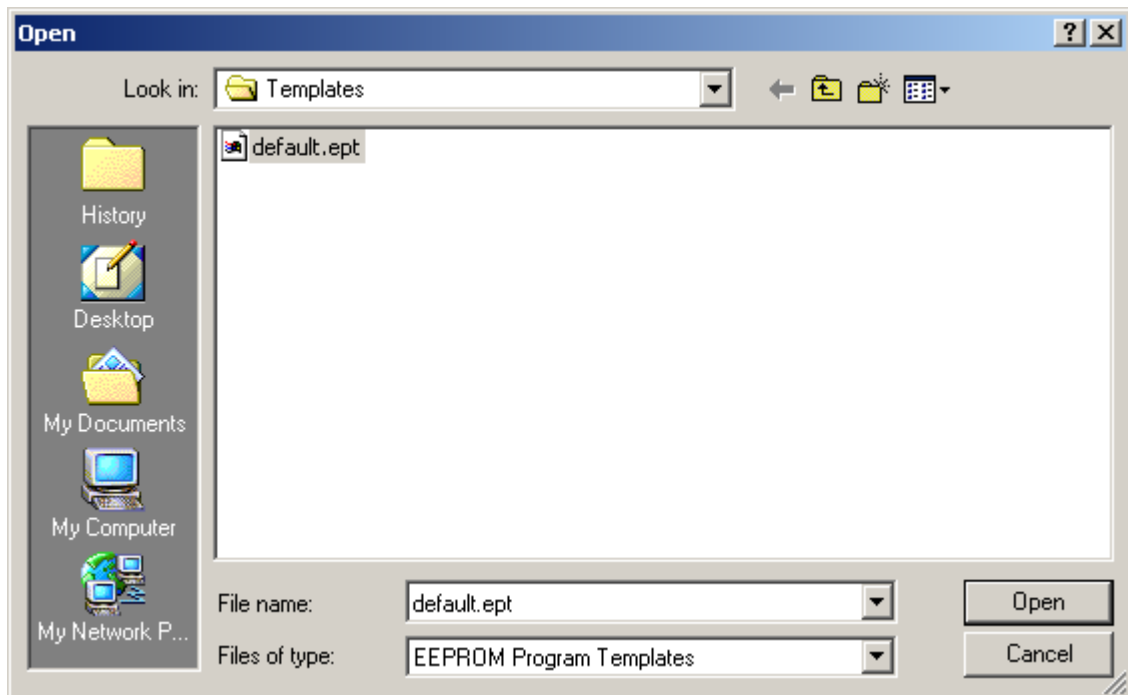 Open
Look in: Templates
default.ept
History
Desktop
My Documents
My Computer
My Network P...
File name: default.ept Open
Files of type: EEPROM Program Templates Cancel